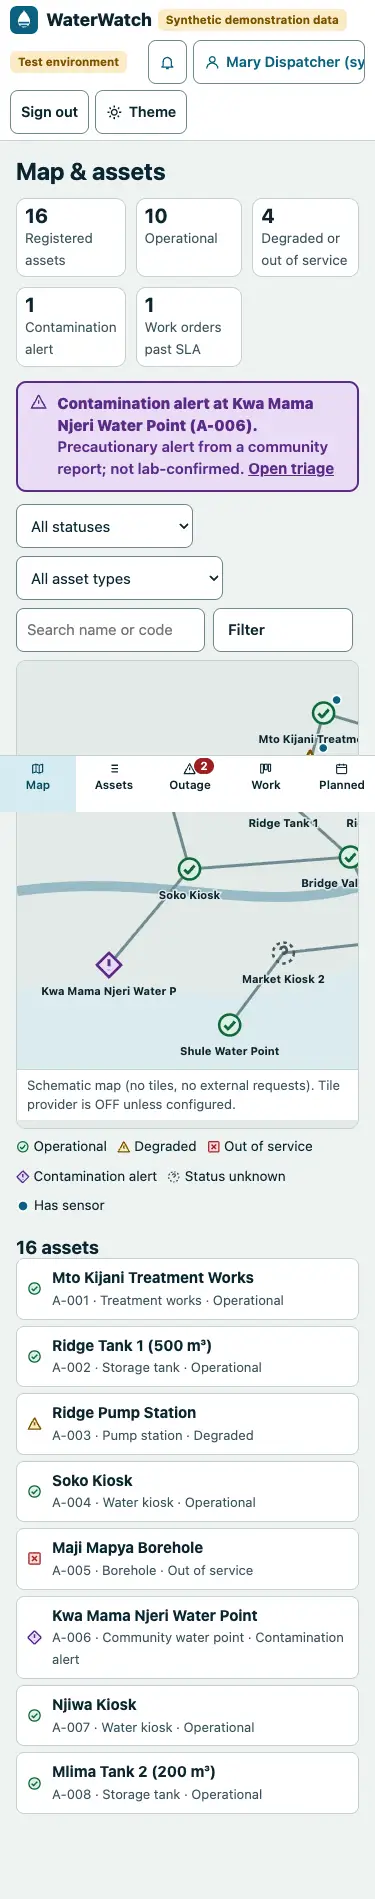 WaterWatch
Synthetic demonstration data
Test environment
Mary Dispatcher (sy
Sign out
Theme
Map & assets
16
Registered
assets
10
Operational
4
Degraded or
out of service
1
Contamination
alert
1
Work orders
past SLA
Contamination alert at Kwa Mama
Njeri Water Point (A-006).
Precautionary alert from a community
report; not lab-confirmed. Open triage
All statuses
All asset types
Search name or code
Filter
Mto Kijani Treatme
Map
Assets
Outage
2
Work
Planned
Ridge Tank 1
Ri
Bridge Val
Soko Kiosk
Market Kiosk 2
Kwa Mama Njeri Water P
Shule Water Point
Schematic map (no tiles, no external requests). Tile
provider is OFF unless configured.
Operational
Degraded
Out of service
Contamination alert
Status unknown
Has sensor
16 assets
Mto Kijani Treatment Works
A-001 · Treatment works · Operational
Ridge Tank 1 (500 m³)
A-002 · Storage tank · Operational
Ridge Pump Station
A-003 · Pump station · Degraded
Soko Kiosk
A-004 · Water kiosk · Operational
Maji Mapya Borehole
A-005 · Borehole · Out of service
Kwa Mama Njeri Water Point
A-006 · Community water point · Contamination
alert
Njiwa Kiosk
A-007 · Water kiosk · Operational
Mlima Tank 2 (200 m³)
A-008 · Storage tank · Operational